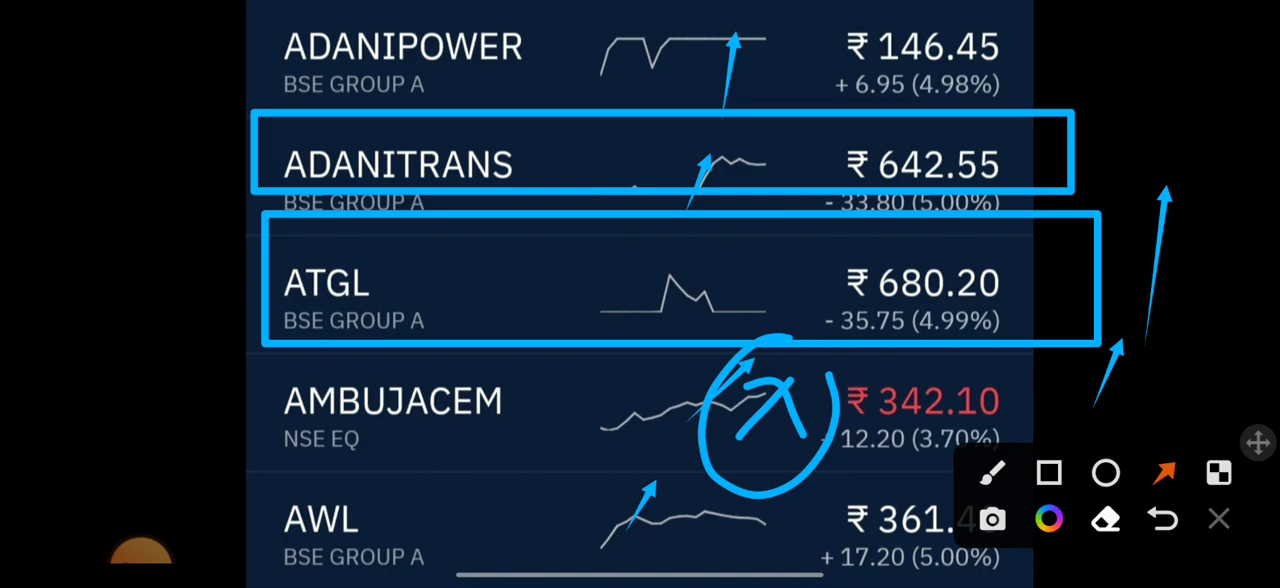 ADANIPOWER ₹ 146.45
BSE GROUP A + 6.95 (4.98%)
ADANITRANS ₹ 642.55
BSE GROUP A - 33.80 (5.00%)
ATGL ₹ 680.20
BSE GROUP A - 35.75 (4.99%)
AMBUJACEM ₹ 342.10
NSE EQ 12.20 (3.70%)
AWL ₹ 361.
BSE GROUP A + 17.20 (5.00%)